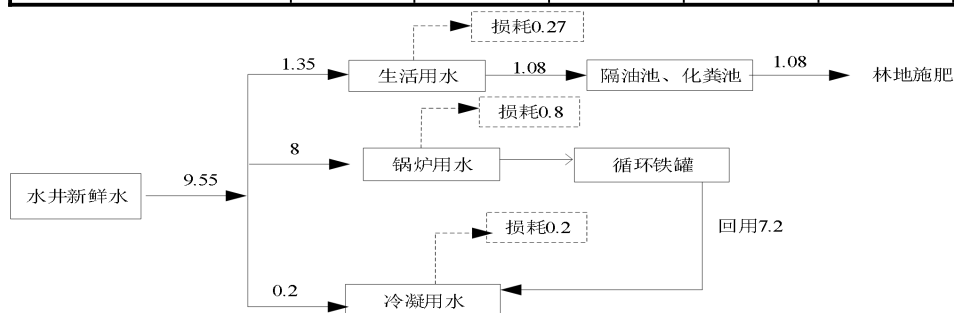 损耗0.27
1.35
生活用水
1.08
隔油池、化粪池
1.08
林地施肥
损耗0.8
8
锅炉用水
循环铁罐
水井新鲜水
9.55
损耗0.2
回用7.2
0.2
冷凝用水